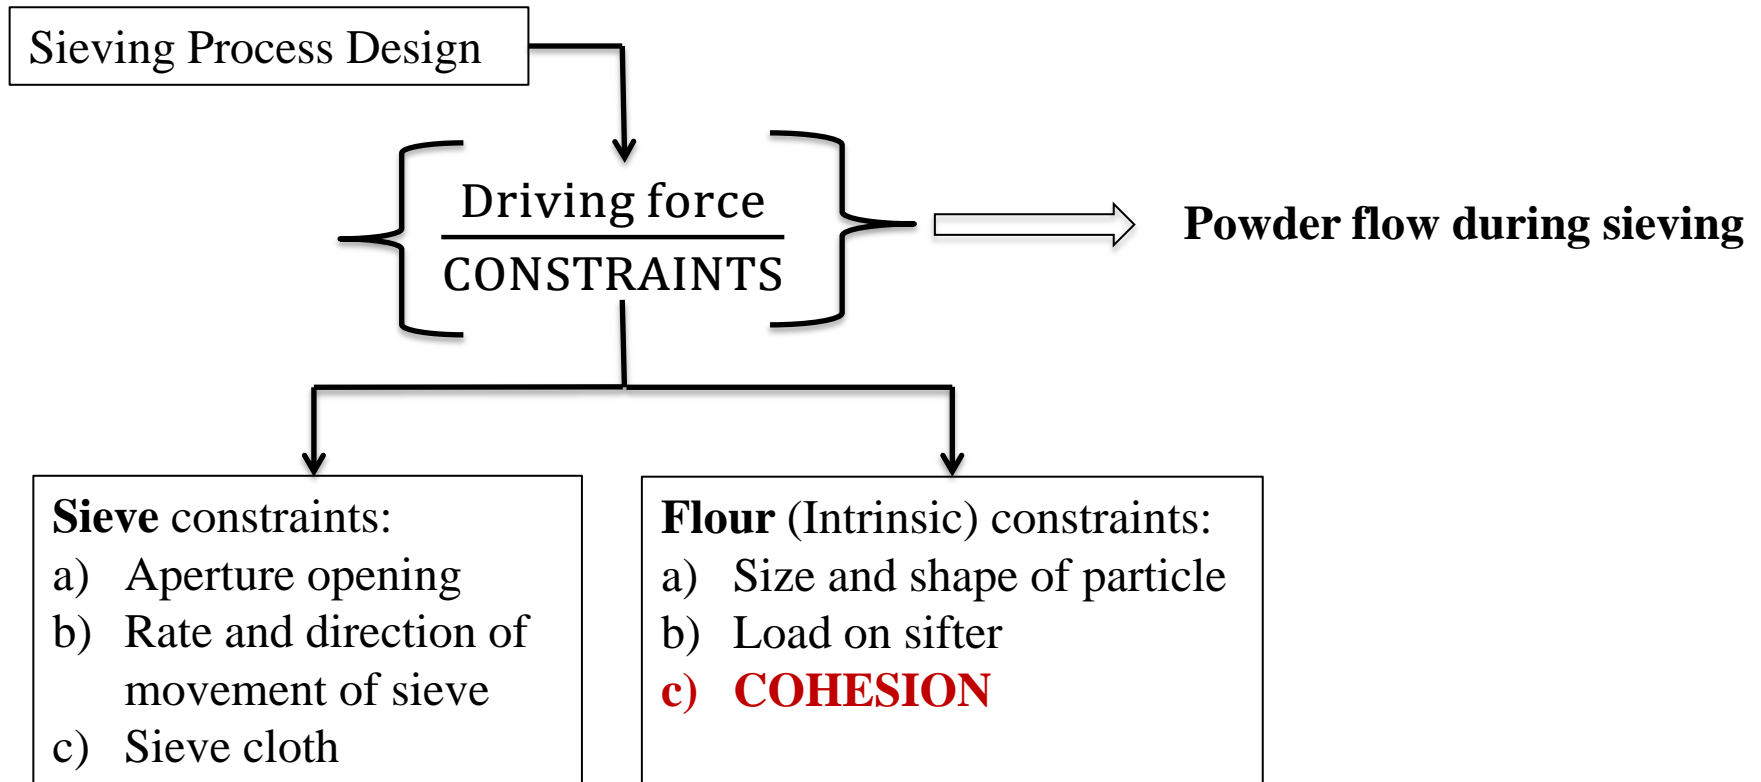 Sieving Process Design
Driving force
CONSTRAINTS
Powder flow during sieving
Sieve constraints:
a) Aperture opening
b) Rate and direction of
movement of sieve
c) Sieve cloth
Flour (Intrinsic) constraints:
a) Size and shape of particle
b) Load on sifter
c) COHESION